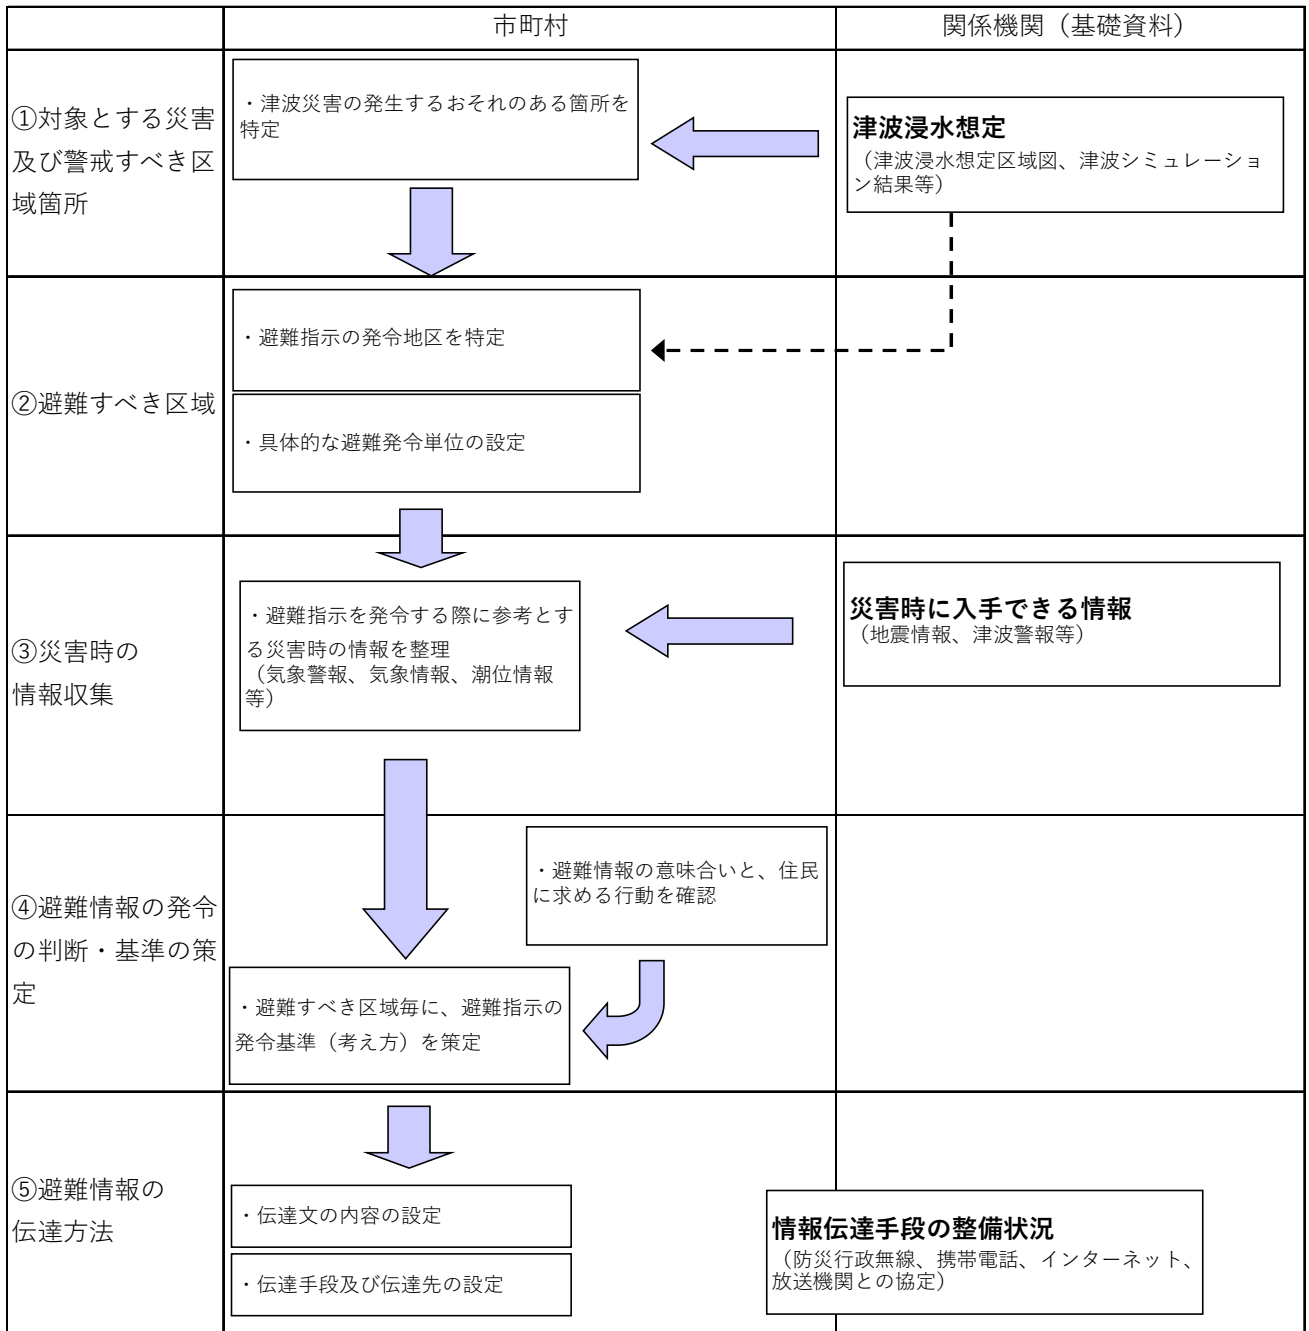 市町村
関係機関（基礎資料）
①対象とする災害
及び警戒すべき区
域箇所
・津波災害の発生するおそれのある箇所を
特定
津波浸水想定
（津波浸水想定区域図、津波シミュレーショ
ン結果等）
②避難すべき区域
・避難指示の発令地区を特定
・具体的な避難発令単位の設定
③災害時の
情報収集
・避難指示を発令する際に参考とす
る災害時の情報を整理
（気象警報、気象情報、潮位情報
等）
災害時に入手できる情報
（地震情報、津波警報等）
④避難情報の発令
の判断・基準の策
定
・避難情報の意味合いと、住民
に求める行動を確認
・避難すべき区域毎に、避難指示の
発令基準（考え方）を策定
⑤避難情報の
伝達方法
・伝達文の内容の設定
・伝達手段及び伝達先の設定
情報伝達手段の整備状況
（防災行政無線、携帯電話、インターネット、
放送機関との協定）